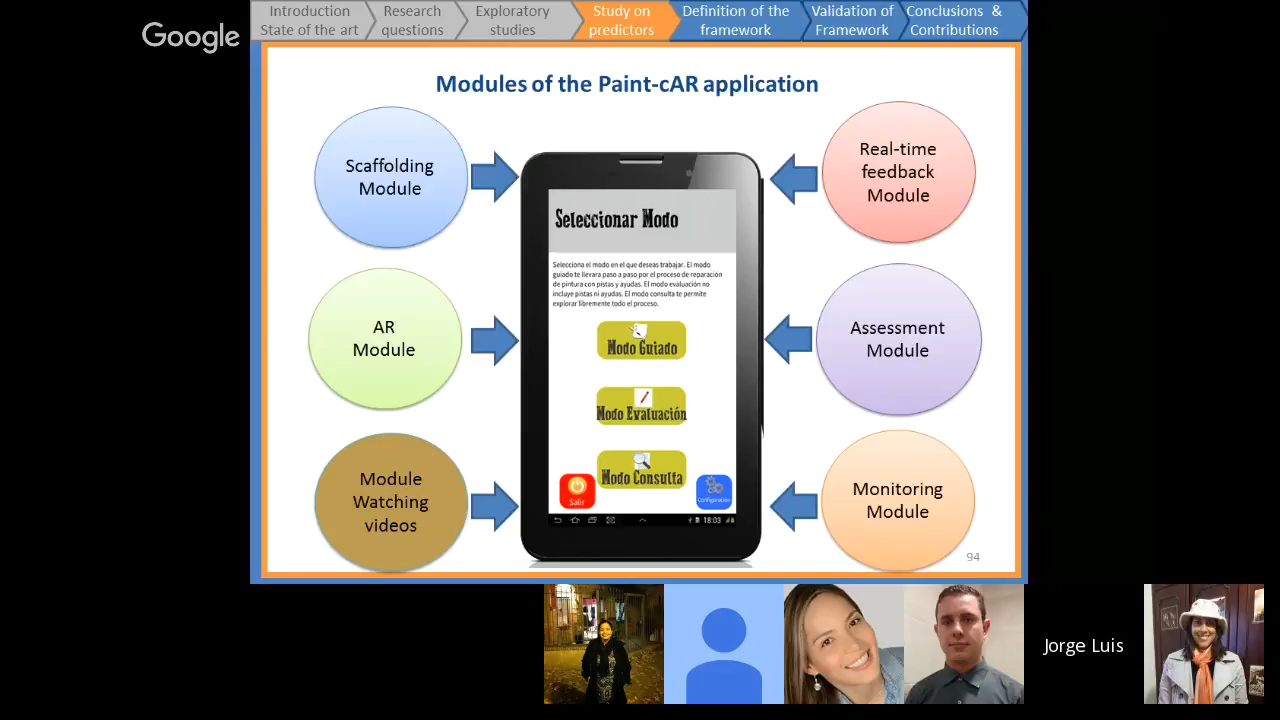 Google
Introduction
State of the art
Research
questions
Exploratory
studies
Study on
predictors
Definition of the
framework
Validation of
Framework
Conclusions &
Contributions
Modules of the Paint-cAR application
Scaffolding
Module
AR
Module
Module
Watching
videos
Seleccionar Modo
Selecciona el modo en el que deseas trabajar. El modo
guiado te llevara paso a paso por el proceso de reparación
de pintura con pistas y ayudas. El modo evaluación no
incluye pistas ni ayudas. El modo consulta te permite
explorar libremente todo el proceso.
Modo Guiado
Modo Evaluación
Modo Consulta
Salir
Configuración
18:03
Real-time
feedback
Module
Assessment
Module
Monitoring
Module
94
Jorge Luis